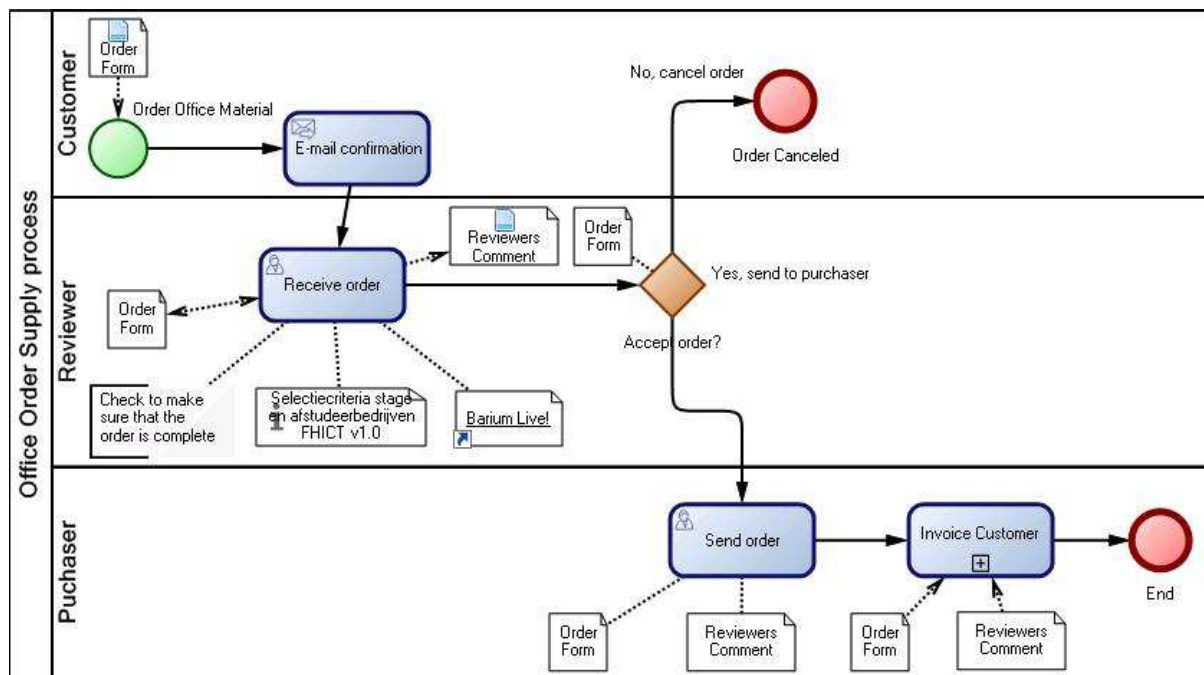 Office Order Supply process
Customer
Order
Form
Order Office Material
E-mail confirmation
No, cancel order
Order Canceled
Reviewer
Receive order
Reviewers
Comment
Order
Form
Yes, send to purchaser
Accept order?
Order
Form
Check to make
sure that the
order is complete
Selectiecriteria stage
en afstudeerbedrijven
FHICT v1.0
Barium Live!
Puchaser
Send order
Invoice Customer
End
Order
Form
Reviewers
Comment
Order
Form
Reviewers
Comment